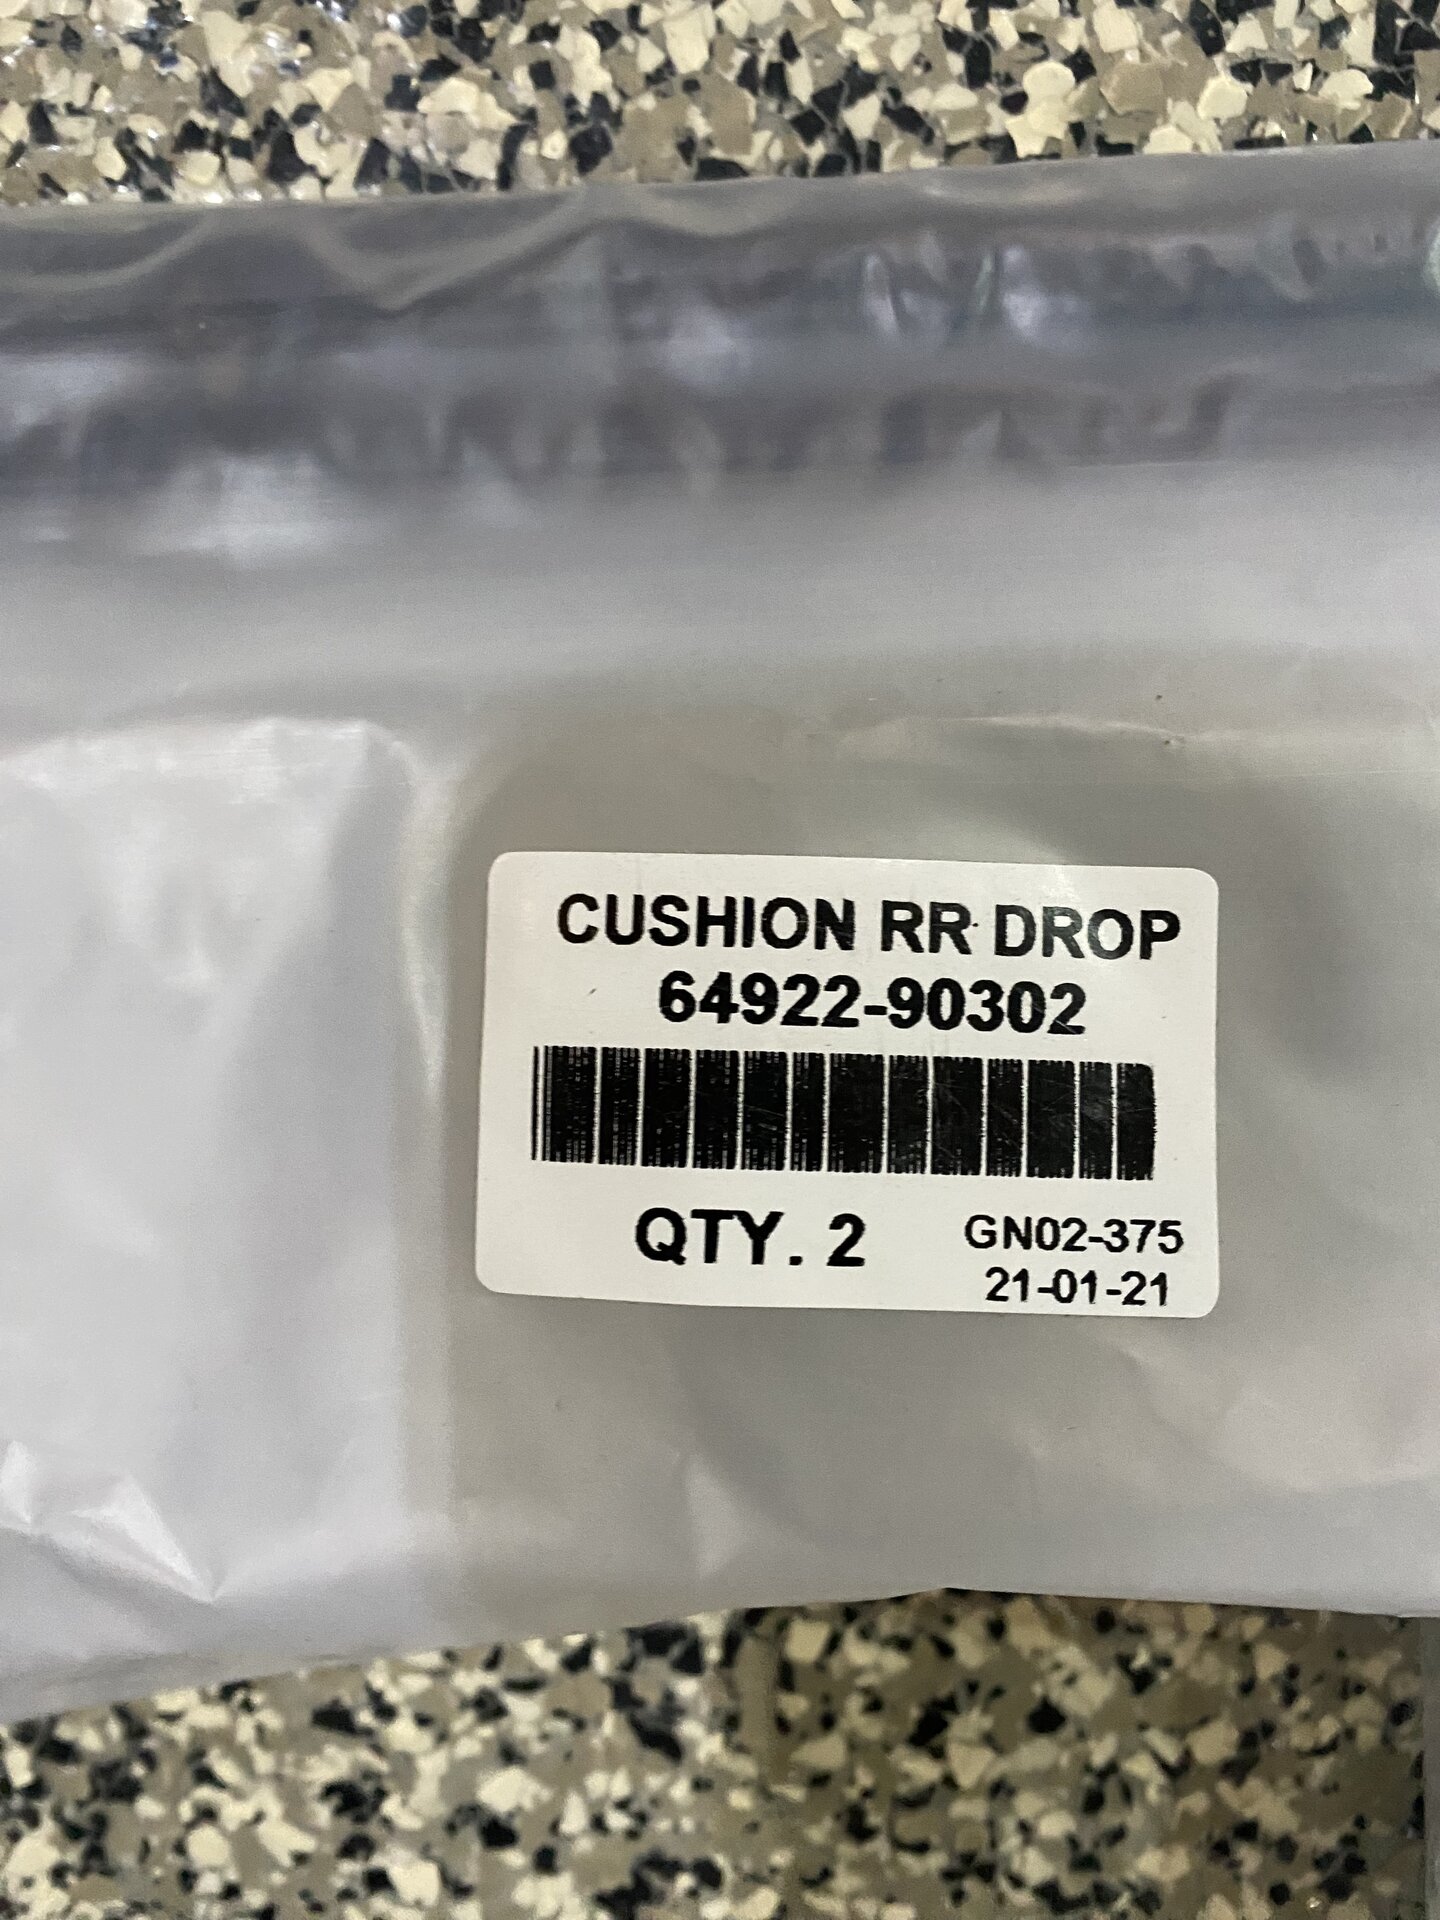 CUSHION RR DROP
64922-90302
QTY. 2
GN02-375
21-01-21